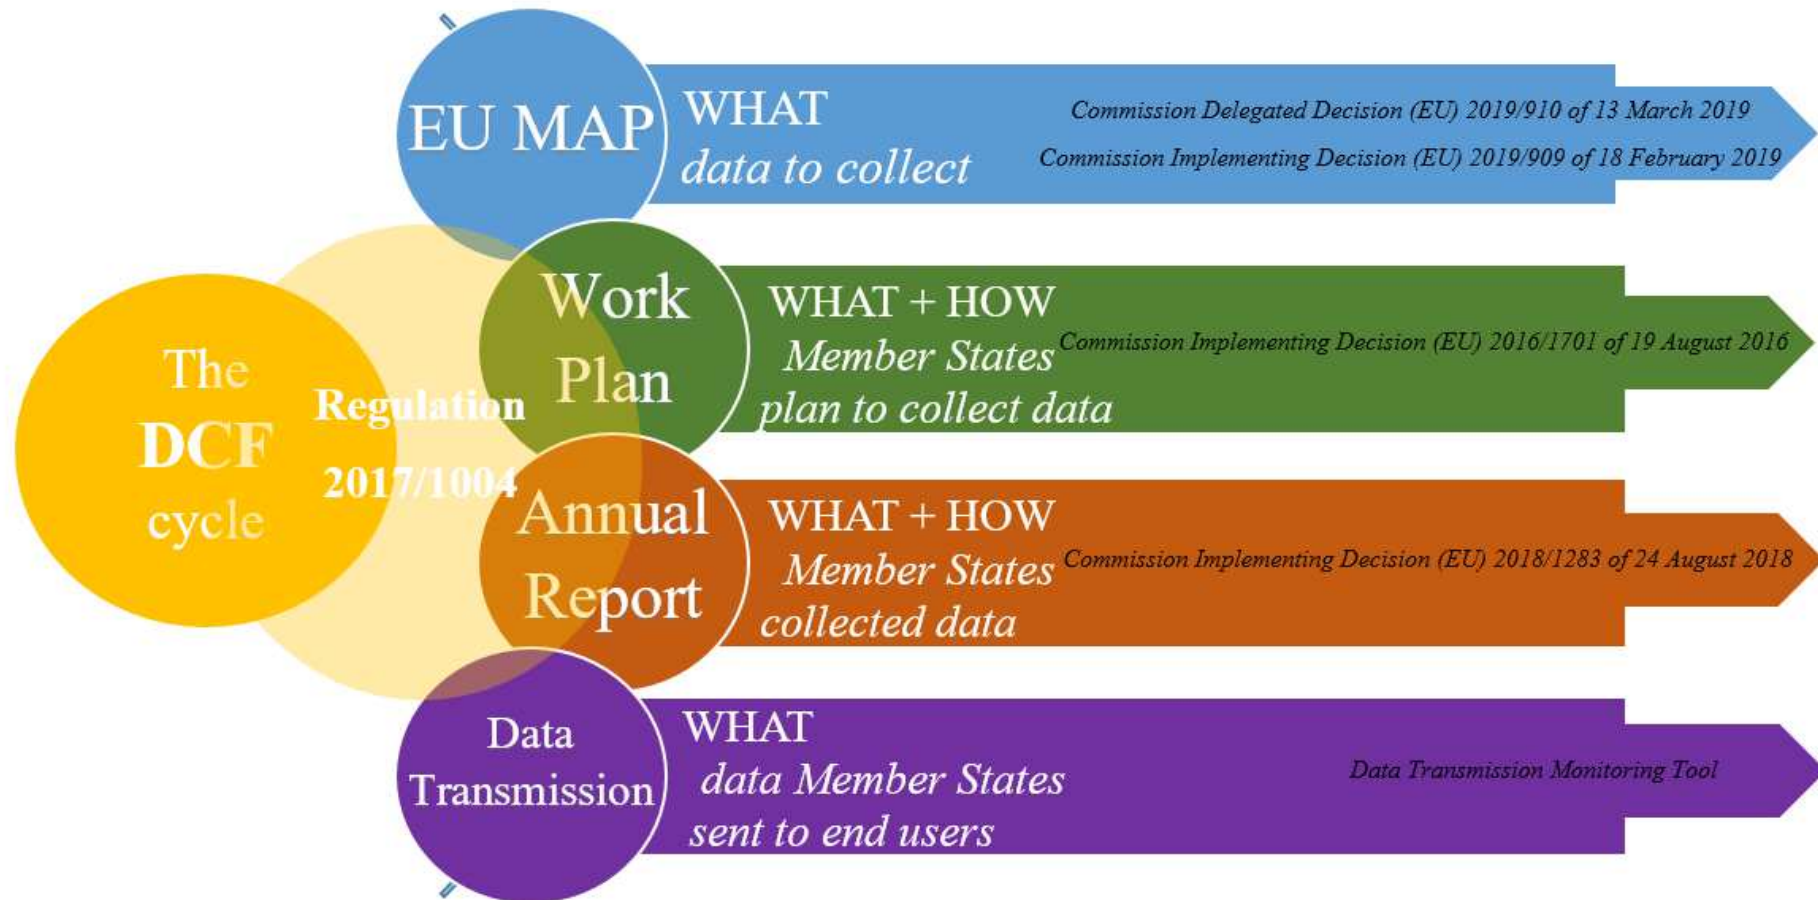 The
DCF
cycle
Regulation
2017/1004
EU MAP
WHAT
data to collect
Commission Delegated Decision (EU) 2019/910 of 13 March 2019
Commission Implementing Decision (EU) 2019/909 of 18 February 2019
Work
Plan
WHAT + HOW
Member States
plan to collect data
Commission Implementing Decision (EU) 2016/1701 of 19 August 2016
Annual
Report
WHAT + HOW
Member States
collected data
Commission Implementing Decision (EU) 2018/1283 of 24 August 2018
Data
Transmission
WHAT
data Member States
sent to end users
Data Transmission Monitoring Tool